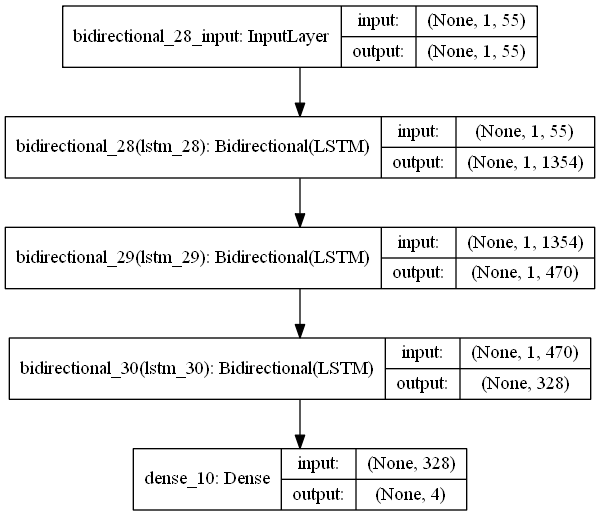 bidirectional_28_input: InputLayer
input: (None, 1, 55)
output: (None, 1, 55)
bidirectional_28(lstm_28): Bidirectional(LSTM)
input: (None, 1, 55)
output: (None, 1, 1354)
bidirectional_29(lstm_29): Bidirectional(LSTM)
input: (None, 1, 1354)
output: (None, 1, 470)
bidirectional_30(lstm_30): Bidirectional(LSTM)
input: (None, 1, 470)
output: (None, 328)
dense_10: Dense
input: (None, 328)
output: (None, 4)